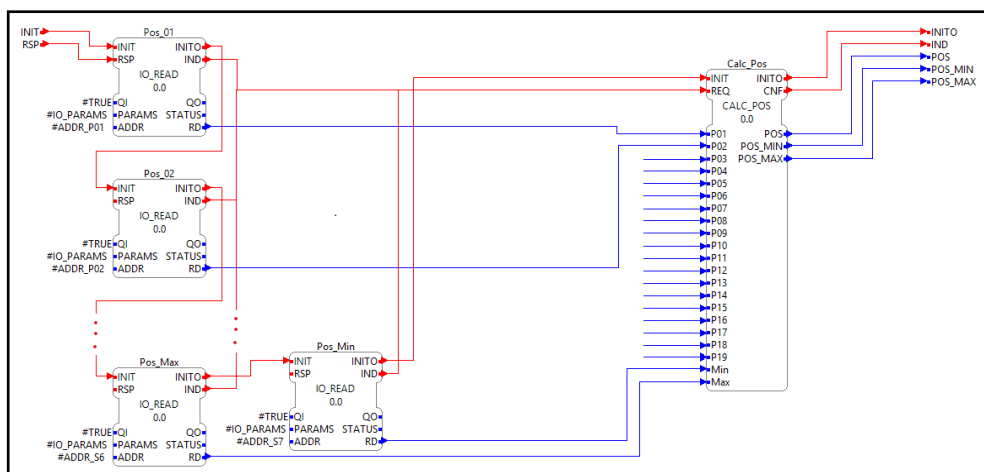 INIT
RSP
Pos_01
INIT INITO
RSP IND
IO_READ
0.0
#TRUE QI QO
#IO_PARAMS PARAMS STATUS
#ADDR_P01 ADDR RD
Pos_02
INIT INITO
RSP IND
IO_READ
0.0
#TRUE QI QO
#IO_PARAMS PARAMS STATUS
#ADDR_P02 ADDR RD
Pos_Max
INIT INITO
RSP IND
IO_READ
0.0
#TRUE QI QO
#IO_PARAMS PARAMS STATUS
#ADDR_S6 ADDR RD
Pos_Min
INIT INITO
RSP IND
IO_READ
0.0
#TRUE QI QO
#IO_PARAMS PARAMS STATUS
#ADDR_S7 ADDR RD
Calc_Pos
INIT INITO
REQ CNF
CALC_POS
0.0
P01 POS
P02 POS_MIN
P03 POS_MAX
P04
P05
P06
P07
P08
P09
P10
P11
P12
P13
P14
P15
P16
P17
P18
P19
Min
Max
INITO
IND
POS
POS_MIN
POS_MAX